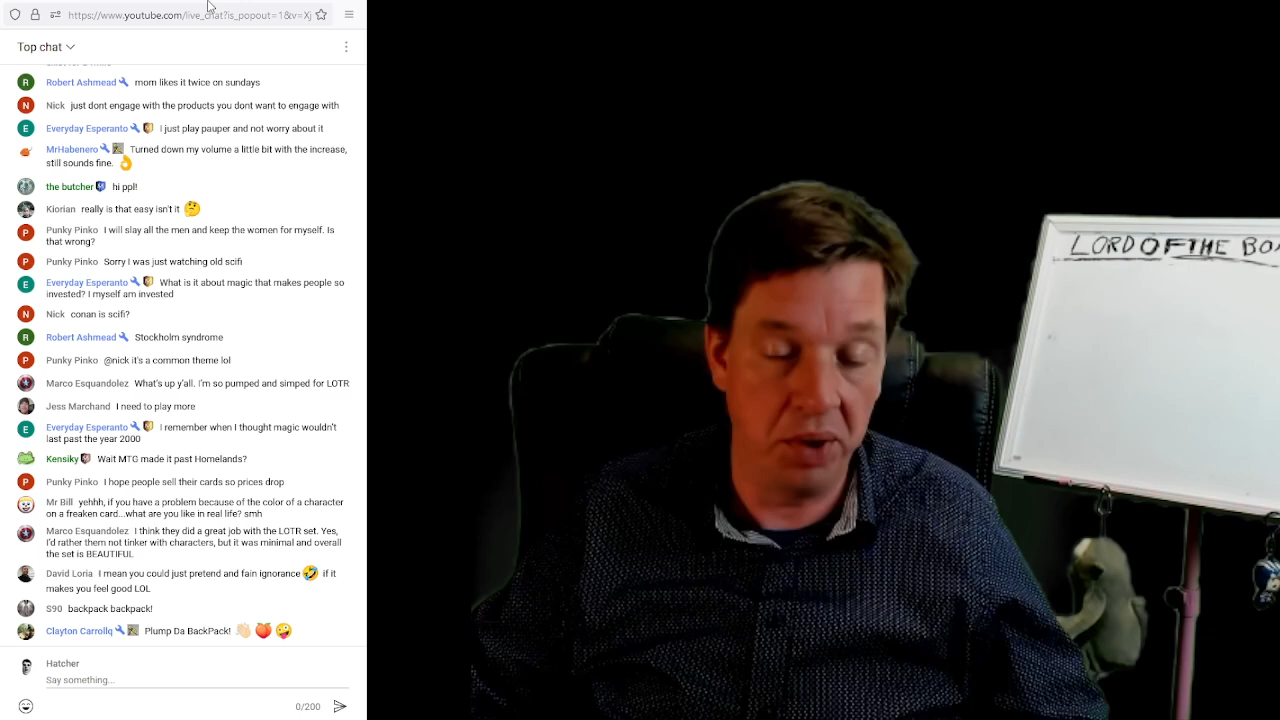 https://www.youtube.com/live_chat?is_popout=1&v=Xj
Top chat
Robert Ashmead mom likes it twice on sundays
Nick just dont engage with the products you dont want to engage with
Everyday Esperanto I just play pauper and not worry about it
MrHabenero Turned down my volume a little bit with the increase,
still sounds fine. 👌
the butcher hi ppl!
Kiorian really is that easy isn't it 🤔
Punky Pinko I will slay all the men and keep the women for myself. Is
that wrong?
Punky Pinko Sorry I was just watching old scifi
Everyday Esperanto What is it about magic that makes people so
invested? I myself am invested
Nick conan is scifi?
Robert Ashmead Stockholm syndrome
Punky Pinko @nick it's a common theme lol
Marco Esquandolez What's up y'all. I'm so pumped and simped for LOTR
Jess Marchand I need to play more
Everyday Esperanto I remember when I thought magic wouldn't
last past the year 2000
Kensiky Wait MTG made it past Homelands?
Punky Pinko I hope people sell their cards so prices drop
Mr Bill yehhh, if you have a problem because of the color of a character
on a freaken card...what are you like in real life? smh
Marco Esquandolez I think they did a great job with the LOTR set. Yes,
I'd rather them not tinker with characters, but it was minimal and overall
the set is BEAUTIFUL
David Loria I mean you could just pretend and fain ignorance 🤣 if it
makes you feel good LOL
S90 backpack backpack!
Clayton Carrollq Plump Da BackPack! 👏🏻 🍑 🤪
Hatcher
Say something...
0/200
LORD OF THE BO